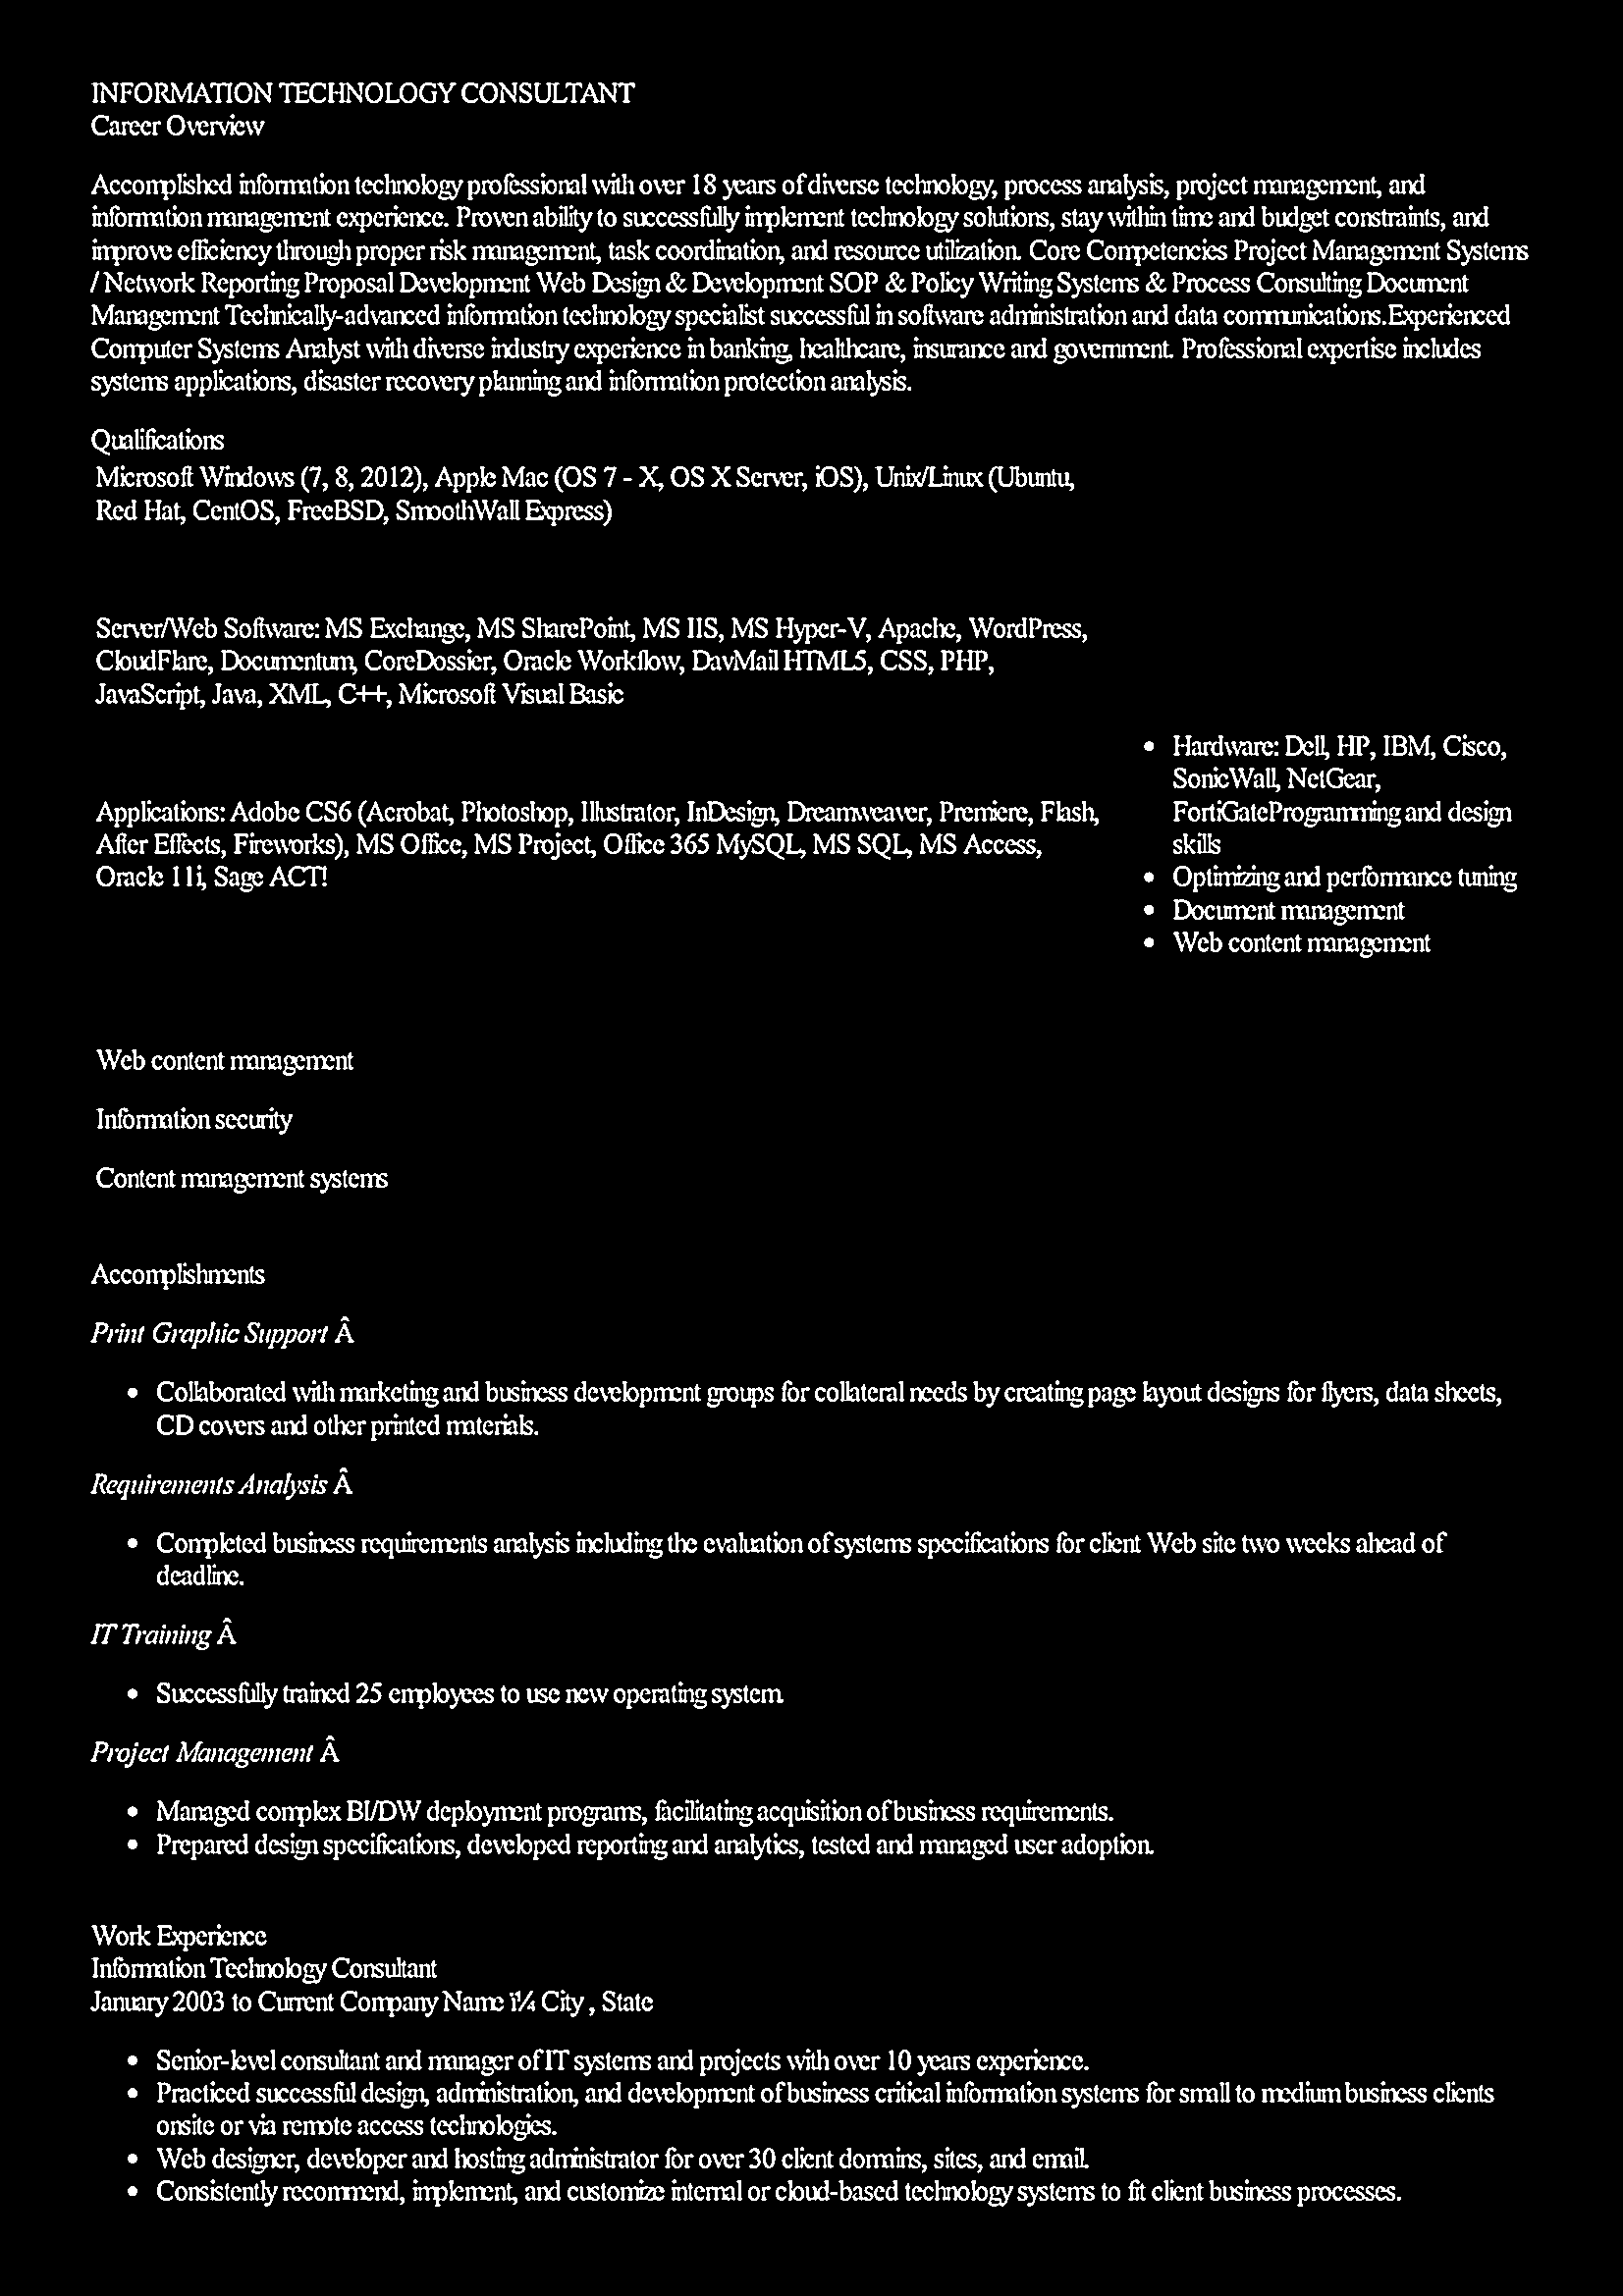 INFORMATION TECHNOLOGY CONSULTANT
Career Overview
Accomplished information technology professional with over 18 years of diverse technology, process analysis, project management, and
information management experience. Proven ability to successfully implement technology solutions, stay within time and budget constraints, and
improve efficiency through proper risk management, task coordination, and resource utilization. Core Competencies Project Management Systems
/ Network Reporting Proposal Development Web Design & Development SOP & Policy Writing Systems & Process Consulting Document
Management Technically-advanced information technology specialist successful in software administration and data communications.Experienced
Computer Systems Analyst with diverse industry experience in banking, healthcare, insurance and government. Professional expertise includes
systems applications, disaster recovery planning and information protection analysis.
Qualifications
Microsoft Windows (7, 8, 2012), Apple Mac (OS 7 - X, OS X Server, iOS), Unix/Linux (Ubuntu,
Red Hat, CentOS, FreeBSD, SmoothWall Express)
Server/Web Software: MS Exchange, MS SharePoint, MS IIS, MS Hyper-V, Apache, WordPress,
CloudFlare, Documentum, CoreDossier, Oracle Workflow, DavMail HTML5, CSS, PHP,
JavaScript, Java, XML, C++, Microsoft Visual Basic
Applications: Adobe CS6 (Acrobat, Photoshop, Illustrator, InDesign, Dreamweaver, Premiere, Flash,
After Effects, Fireworks), MS Office, MS Project, Office 365 MySQL, MS SQL, MS Access,
Oracle 11i, Sage ACT!
• Hardware: Dell, HP, IBM, Cisco,
SonicWall, NetGear,
FortiGateProgramming and design
skills
• Optimizing and performance tuning
• Document management
• Web content management
Web content management
Information security
Content management systems
Accomplishments
Print Graphic Support Â
• Collaborated with marketing and business development groups for collateral needs by creating page layout designs for flyers, data sheets,
CD covers and other printed materials.
Requirements Analysis Â
• Completed business requirements analysis including the evaluation of systems specifications for client Web site two weeks ahead of
deadline.
IT Training Â
• Successfully trained 25 employees to use new operating system.
Project Management Â
• Managed complex BI/DW deployment programs, facilitating acquisition of business requirements.
• Prepared design specifications, developed reporting and analytics, tested and managed user adoption.
Work Experience
Information Technology Consultant
January 2003 to Current Company Name ï¼ City , State
• Senior-level consultant and manager of IT systems and projects with over 10 years experience.
• Practiced successful design, administration, and development of business critical information systems for small to medium business clients
onsite or via remote access technologies.
• Web designer, developer and hosting administrator for over 30 client domains, sites, and email.
• Consistently recommend, implement, and customize internal or cloud-based technology systems to fit client business processes.